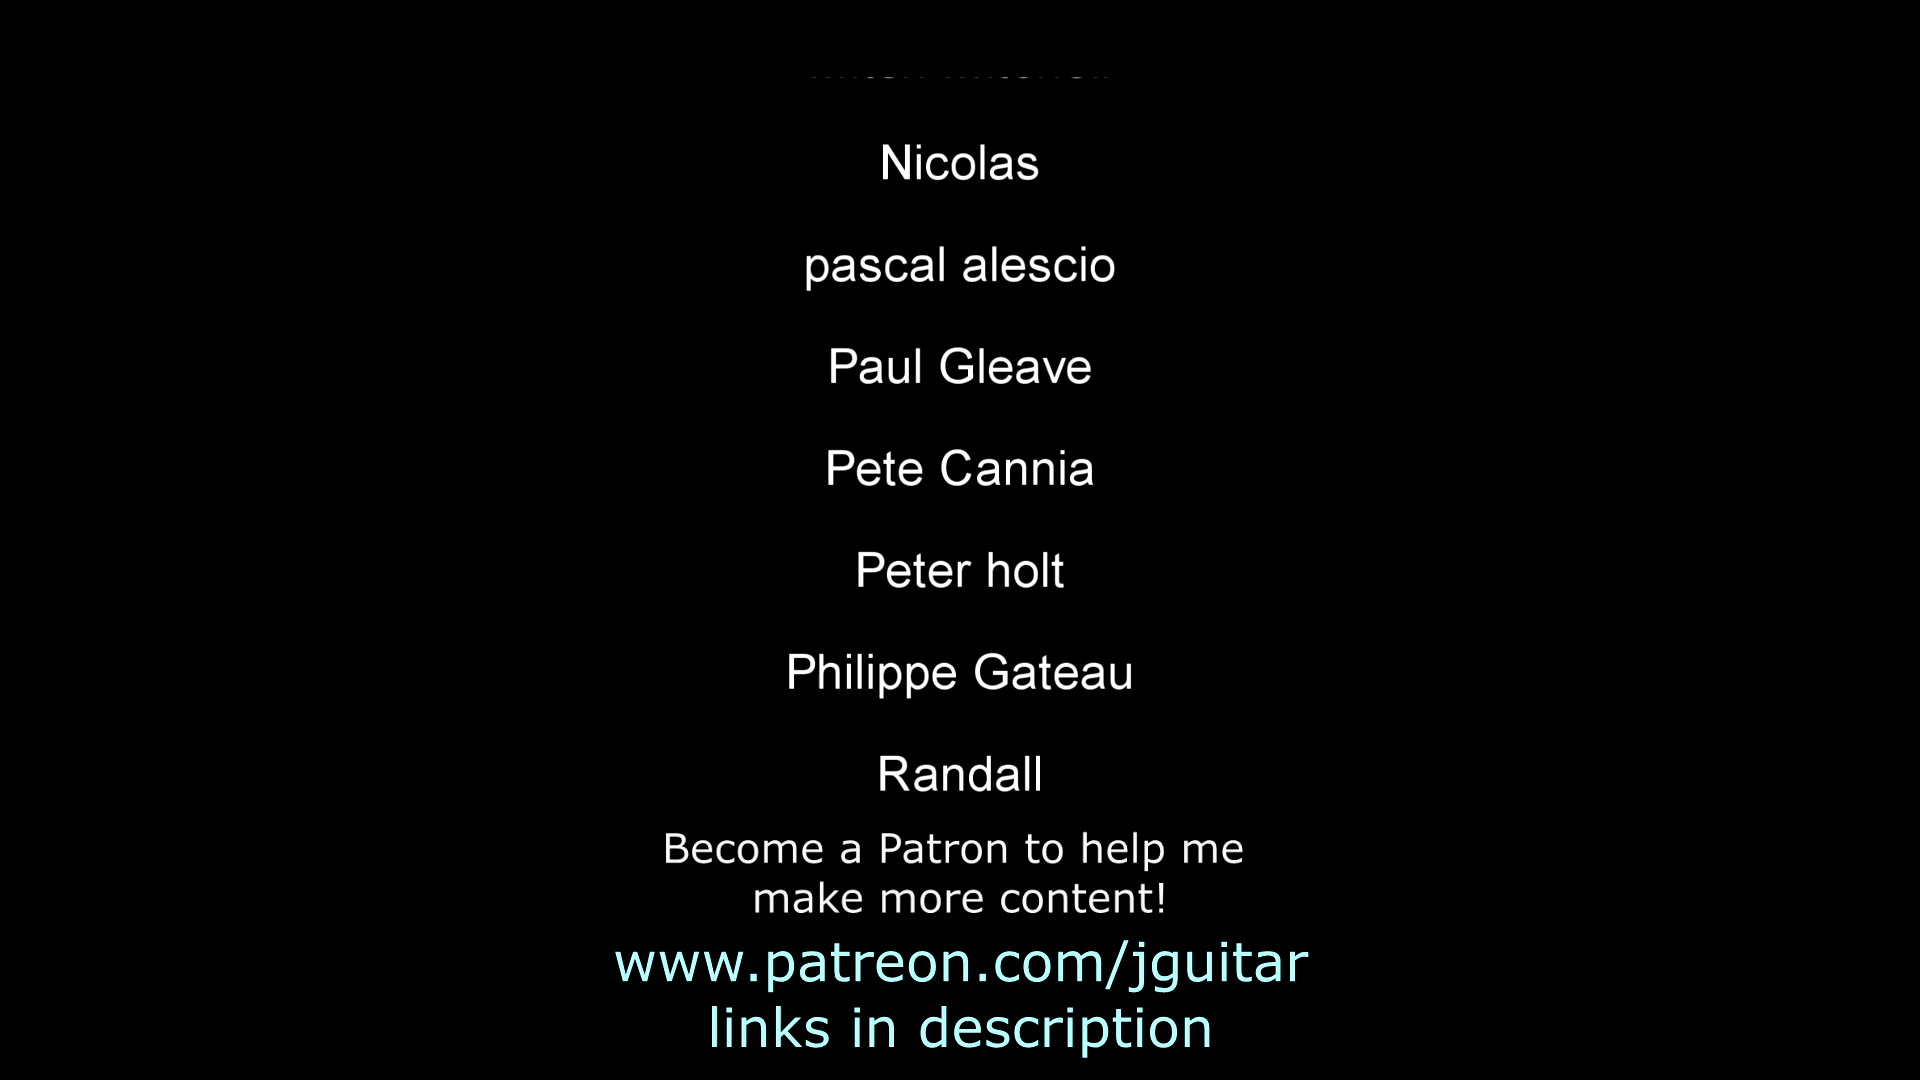 Nicolas
pascal alescio
Paul Gleave
Pete Cannia
Peter holt
Philippe Gateau
Randall
Become a Patron to help me
make more content!
www.patreon.com/jguitar
links in description